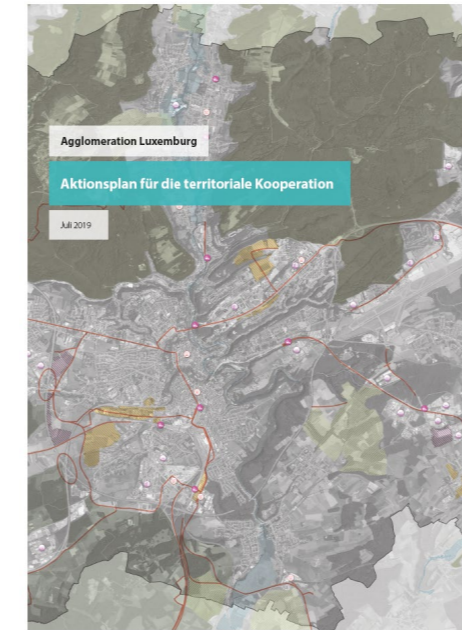 Agglomeration Luxemburg
Aktionsplan für die territoriale Kooperation
Juli 2019